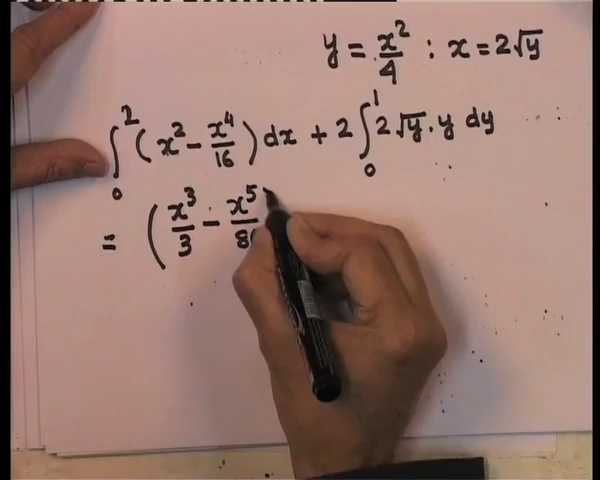 y = x²/4 : x = 2√y
∫₀² (x² - x⁴/16) dx + 2 ∫₀¹ 2√y · y dy
= ( x³/3 - x⁵/8